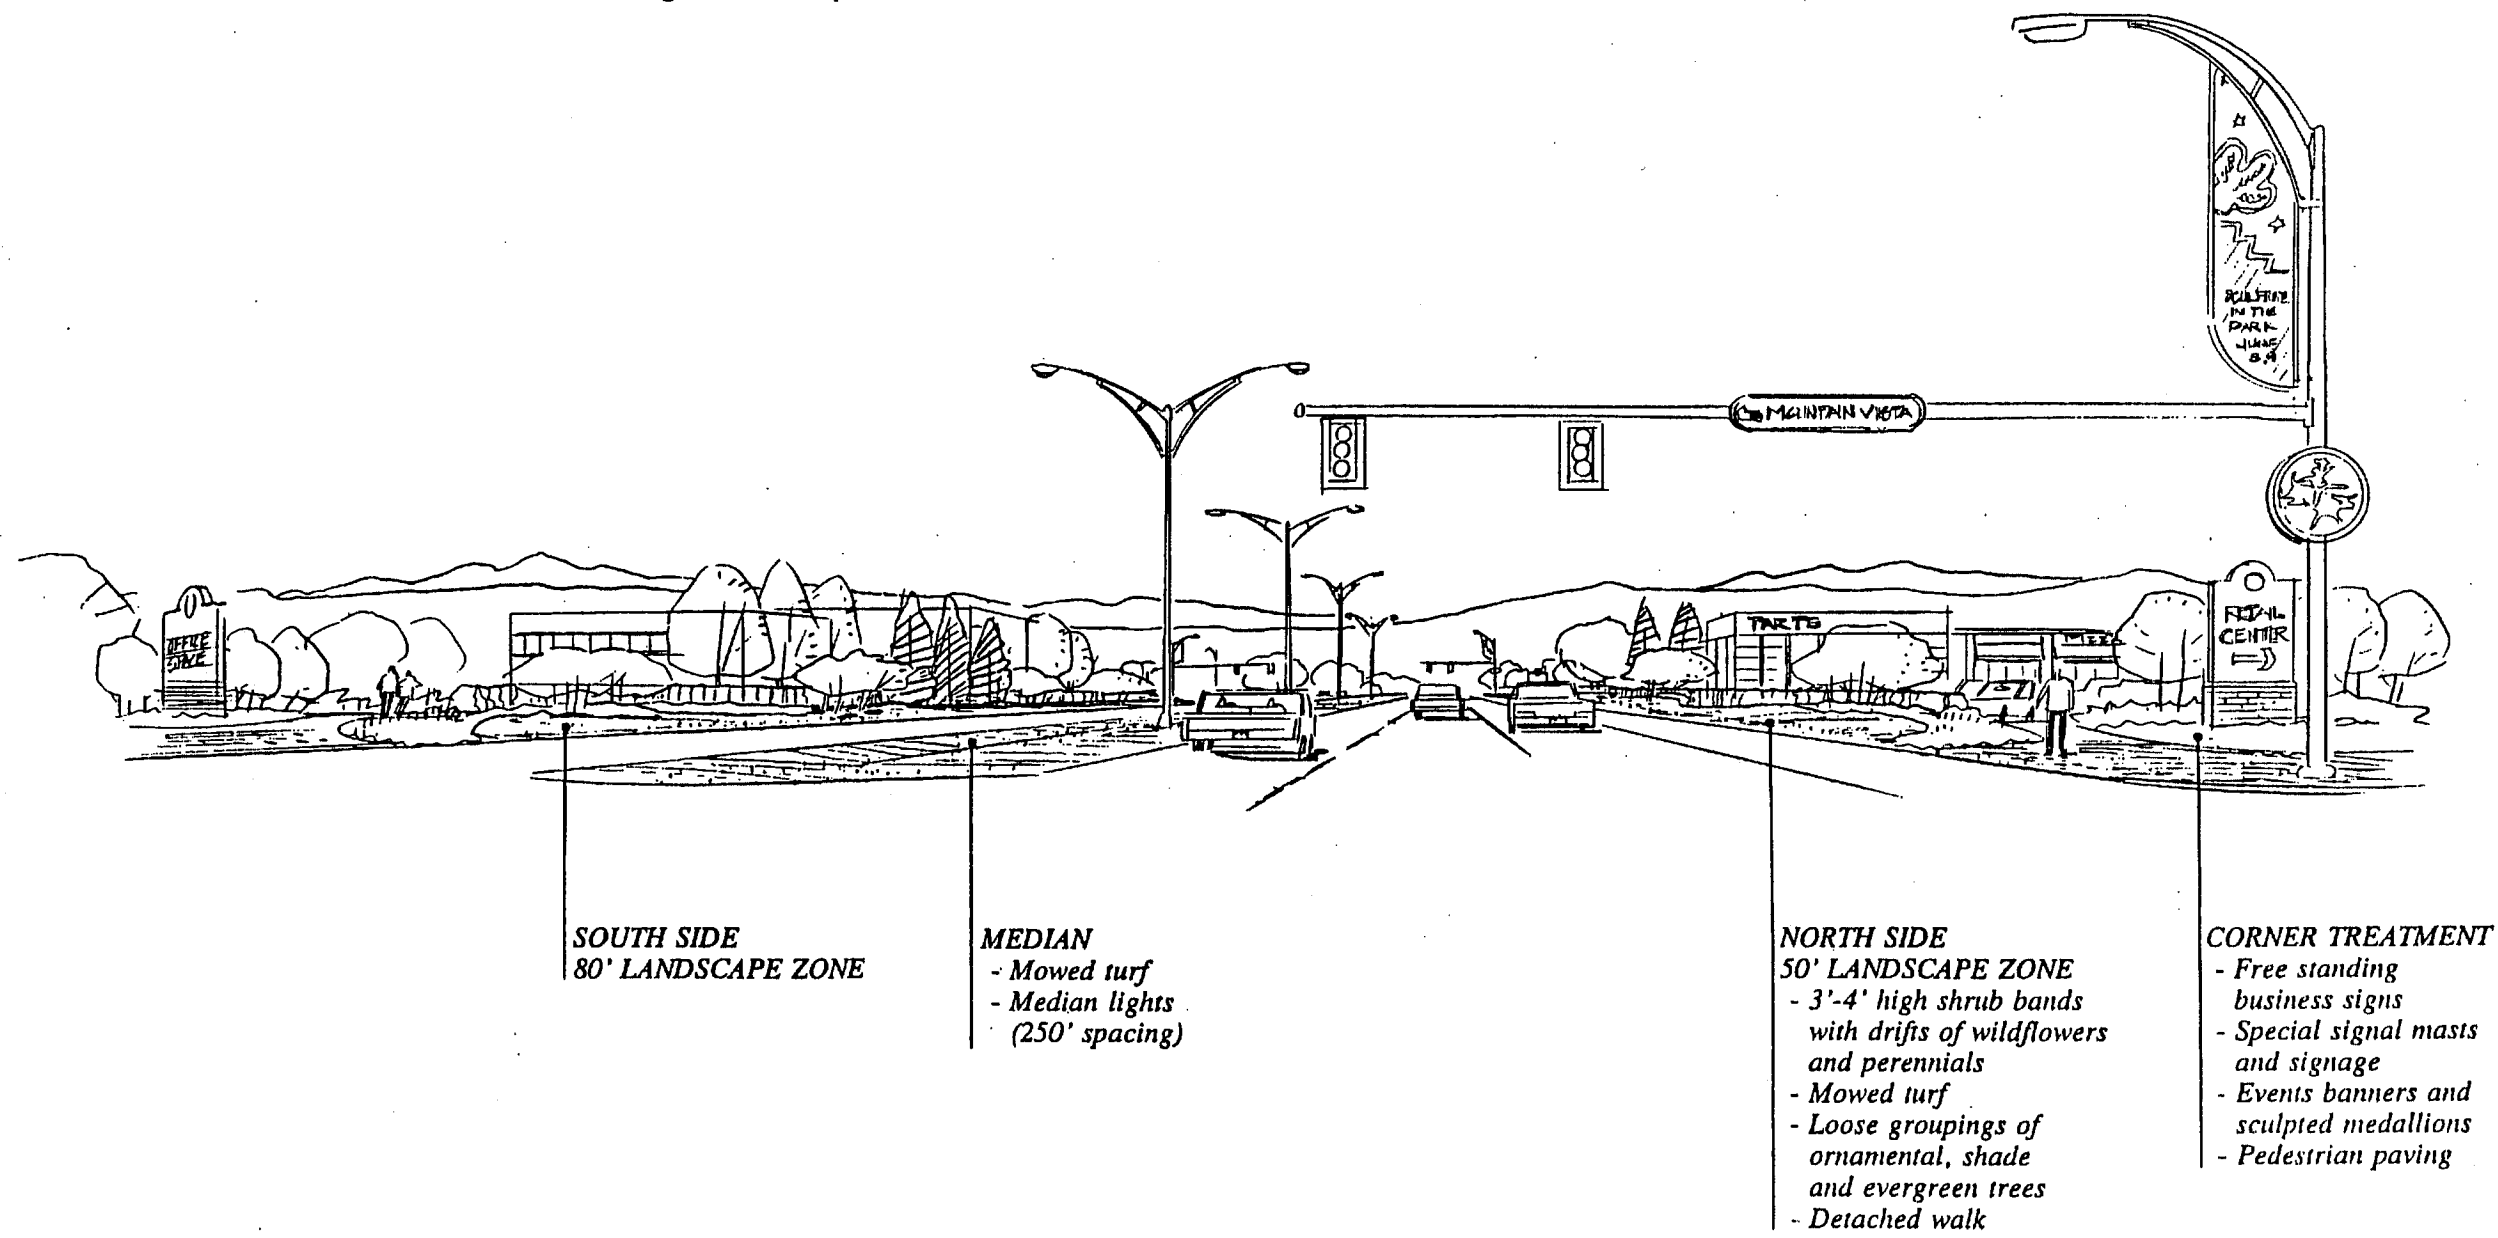 SCULPTURE
IN THE
PARK
JUNE
8,9
MOUNTAIN VISTA
OFFICE
SPACE
PARTS
RETAIL
CENTER
SOUTH SIDE
80' LANDSCAPE ZONE
MEDIAN
- Mowed turf
- Median lights
(250' spacing)
NORTH SIDE
50' LANDSCAPE ZONE
- 3'-4' high shrub bands
with drifts of wildflowers
and perennials
- Mowed turf
- Loose groupings of
ornamental, shade
and evergreen trees
- Detached walk
CORNER TREATMENT
- Free standing
business signs
- Special signal masts
and signage
- Events banners and
sculpted medallions
- Pedestrian paving